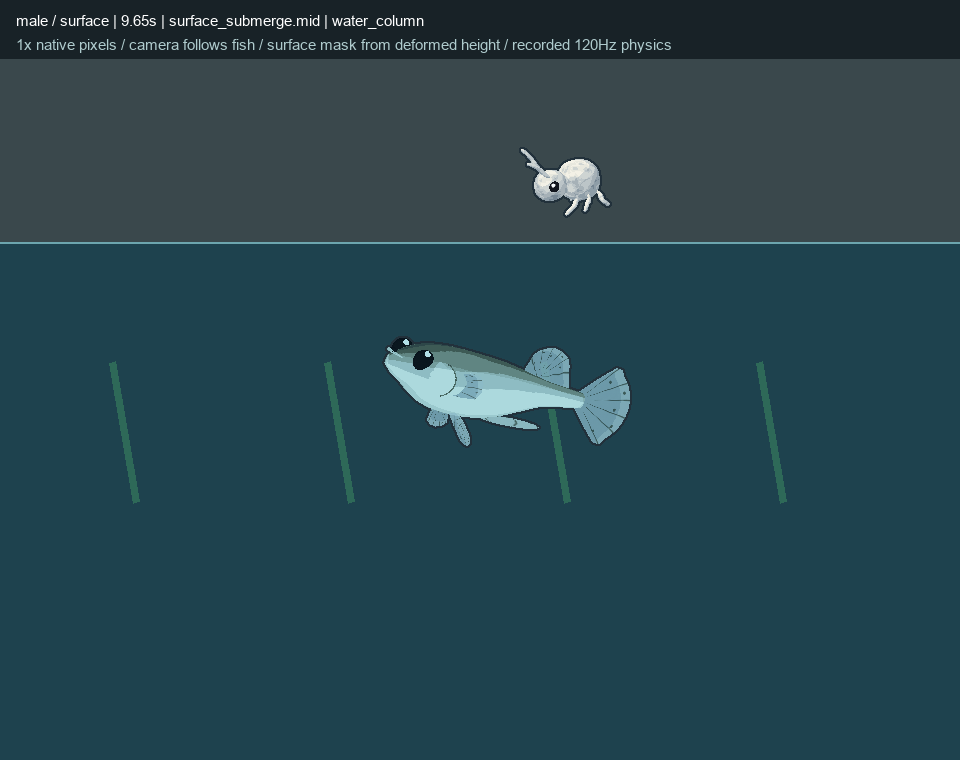 male / surface | 9.65s | surface_submerge.mid | water_column
1x native pixels / camera follows fish / surface mask from deformed height / recorded 120Hz physics